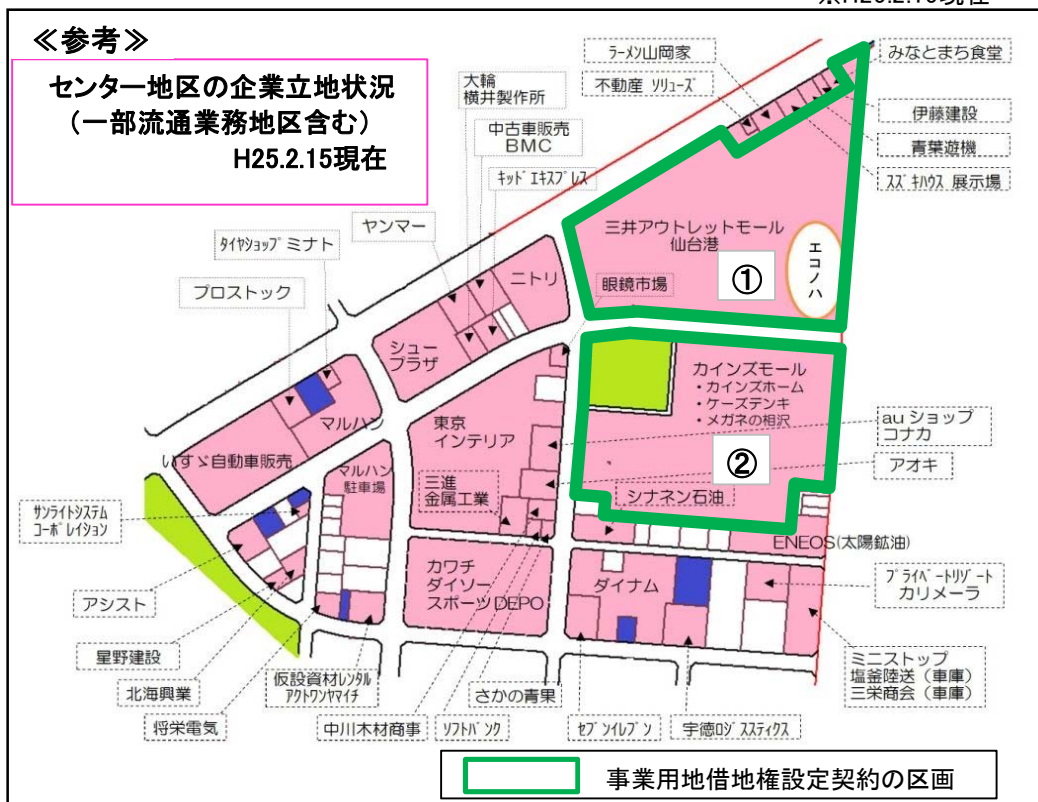 ≪参考≫
センター地区の企業立地状況
（一部流通業務地区含む）
H25.2.15現在
ラーメン山岡家
不動産 ソリューズ
みなとまち食堂
伊藤建設
青葉遊機
スズキハウス 展示場
大輪
横井製作所
中古車販売
BMC
キッド エキスプレス
ヤンマー
タイヤショップ ミナト
プロストック
ニトリ
三井アウトレットモール
仙台港
エコノハ
①
眼鏡市場
シュー
プラザ
マルハン
いすゞ自動車販売
東京
インテリア
カインズモール
・カインズホーム
・ケーズデンキ
・メガネの相沢
②
auショップ
コナカ
アオキ
マルハン
駐車場
三進
金属工業
シナネン石油
サンライトシステム
コーポレイション
ENEOS(太陽鉱油)
カワチ
ダイソー
スポーツDEPO
ダイナム
プライベートリゾート
カリメーラ
アシスト
星野建設
北海興業
将栄電気
仮設資材レンタル
アクトワンヤマイチ
中川木材商事
ソフトバンク
さかの青果
セブンイレブン
宇徳ロジスティクス
ミニストップ
塩釜陸送（車庫）
三栄商会（車庫）
事業用地借地権設定契約の区画